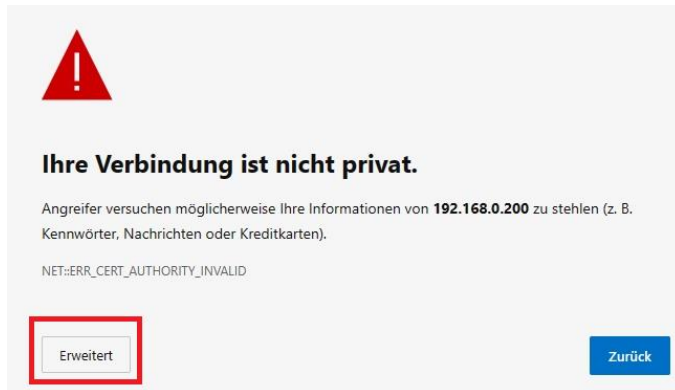 Ihre Verbindung ist nicht privat.
Angreifer versuchen möglicherweise Ihre Informationen von 192.168.0.200 zu stehlen (z. B.
Kennwörter, Nachrichten oder Kreditkarten).
NET::ERR_CERT_AUTHORITY_INVALID
Erweitert
Zurück